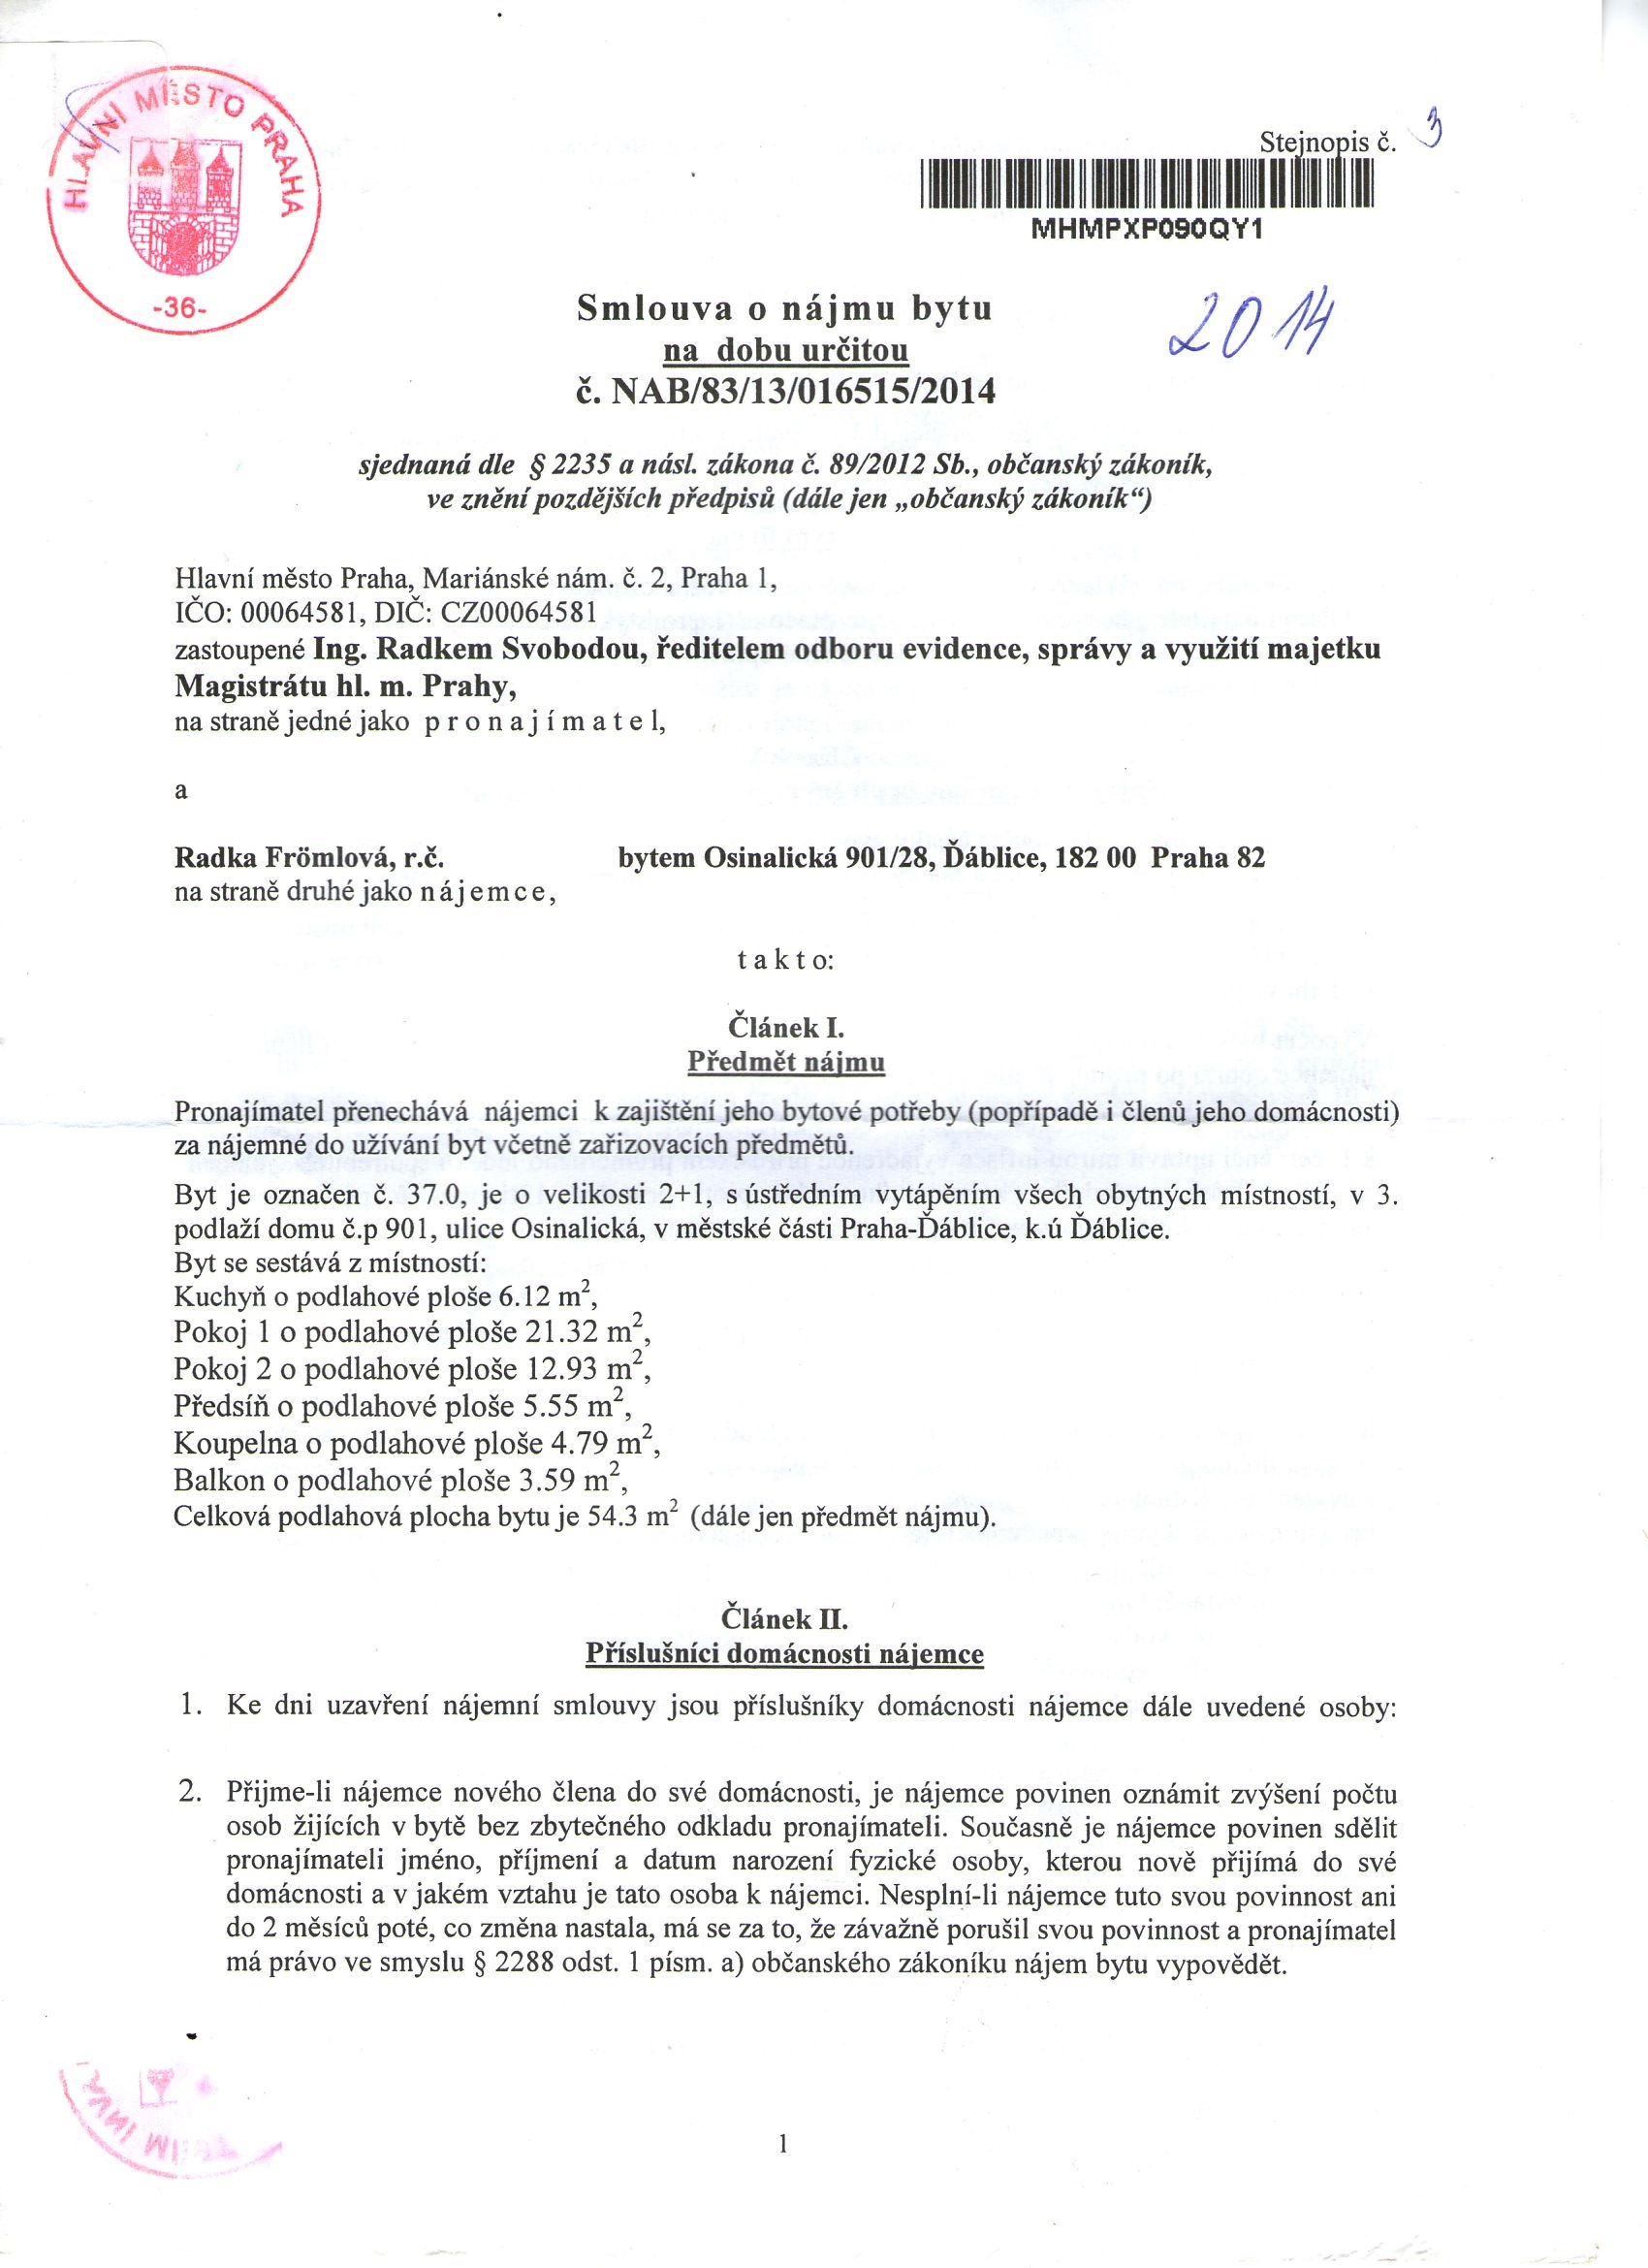 HLAVNÍ MĚSTO PRAHA
-36-
Stejnopis č. 3
MHMPXP090QY1
2014
Smlouva o nájmu bytu
na dobu určitou
č. NAB/83/13/016515/2014
sjednaná dle § 2235 a násl. zákona č. 89/2012 Sb., občanský zákoník,
ve znění pozdějších předpisů (dále jen „občanský zákoník“)
Hlavní město Praha, Mariánské nám. č. 2, Praha 1,
IČO: 00064581, DIČ: CZ00064581
zastoupené Ing. Radkem Svobodou, ředitelem odboru evidence, správy a využití majetku
Magistrátu hl. m. Prahy,
na straně jedné jako p r o n a j í m a t e l,
a
Radka Frömlová, r.č. bytem Osinalická 901/28, Ďáblice, 182 00 Praha 82
na straně druhé jako n á j e m c e ,
t a k t o:
Článek I.
Předmět nájmu
Pronajímatel přenechává nájemci k zajištění jeho bytové potřeby (popřípadě i členů jeho domácnosti)
za nájemné do užívání byt včetně zařizovacích předmětů.
Byt je označen č. 37.0, je o velikosti 2+1, s ústředním vytápěním všech obytných místností, v 3.
podlaží domu č.p 901, ulice Osinalická, v městské části Praha-Ďáblice, k.ú Ďáblice.
Byt se sestává z místností:
Kuchyň o podlahové ploše 6.12 m²,
Pokoj 1 o podlahové ploše 21.32 m²,
Pokoj 2 o podlahové ploše 12.93 m²,
Předsíň o podlahové ploše 5.55 m²,
Koupelna o podlahové ploše 4.79 m²,
Balkon o podlahové ploše 3.59 m²,
Celková podlahová plocha bytu je 54.3 m² (dále jen předmět nájmu).
Článek II.
Příslušníci domácnosti nájemce
1. Ke dni uzavření nájemní smlouvy jsou příslušníky domácnosti nájemce dále uvedené osoby:
2. Přijme-li nájemce nového člena do své domácnosti, je nájemce povinen oznámit zvýšení počtu
osob žijících v bytě bez zbytečného odkladu pronajímateli. Současně je nájemce povinen sdělit
pronajímateli jméno, příjmení a datum narození fyzické osoby, kterou nově přijímá do své
domácnosti a v jakém vztahu je tato osoba k nájemci. Nesplní-li nájemce tuto svou povinnost ani
do 2 měsíců poté, co změna nastala, má se za to, že závažně porušil svou povinnost a pronajímatel
má právo ve smyslu § 2288 odst. 1 písm. a) občanského zákoníku nájem bytu vypovědět.
1